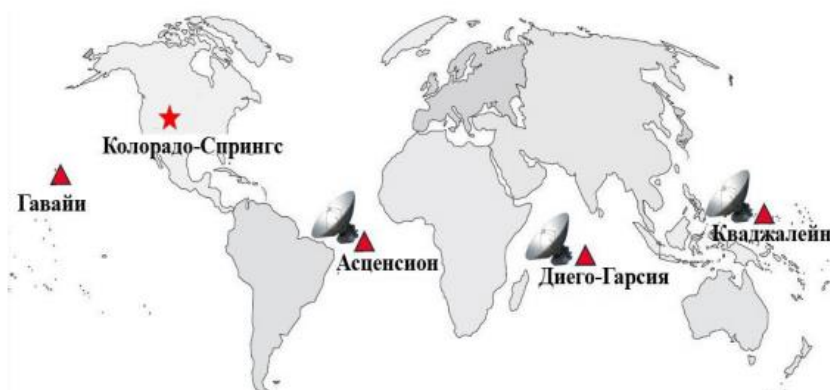 Колорадо-Спрингс
Гавайи
Асценсион
Диего-Гарсия
Кваджалейн